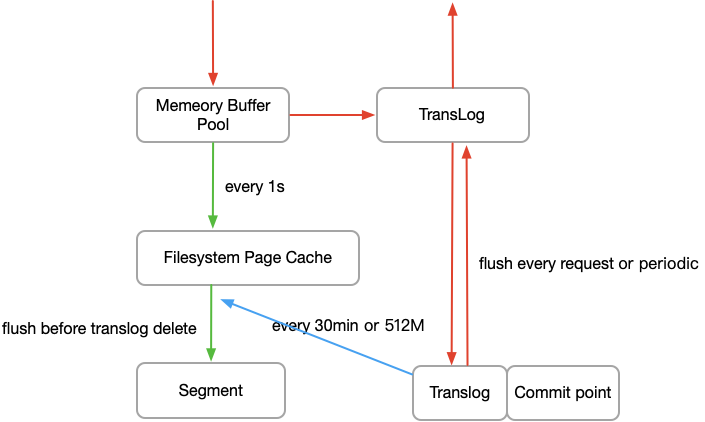 Memeory Buffer
Pool
TransLog
every 1s
Filesystem Page Cache
flush every request or periodic
flush before translog delete
every 30min or 512M
Segment
Translog
Commit point